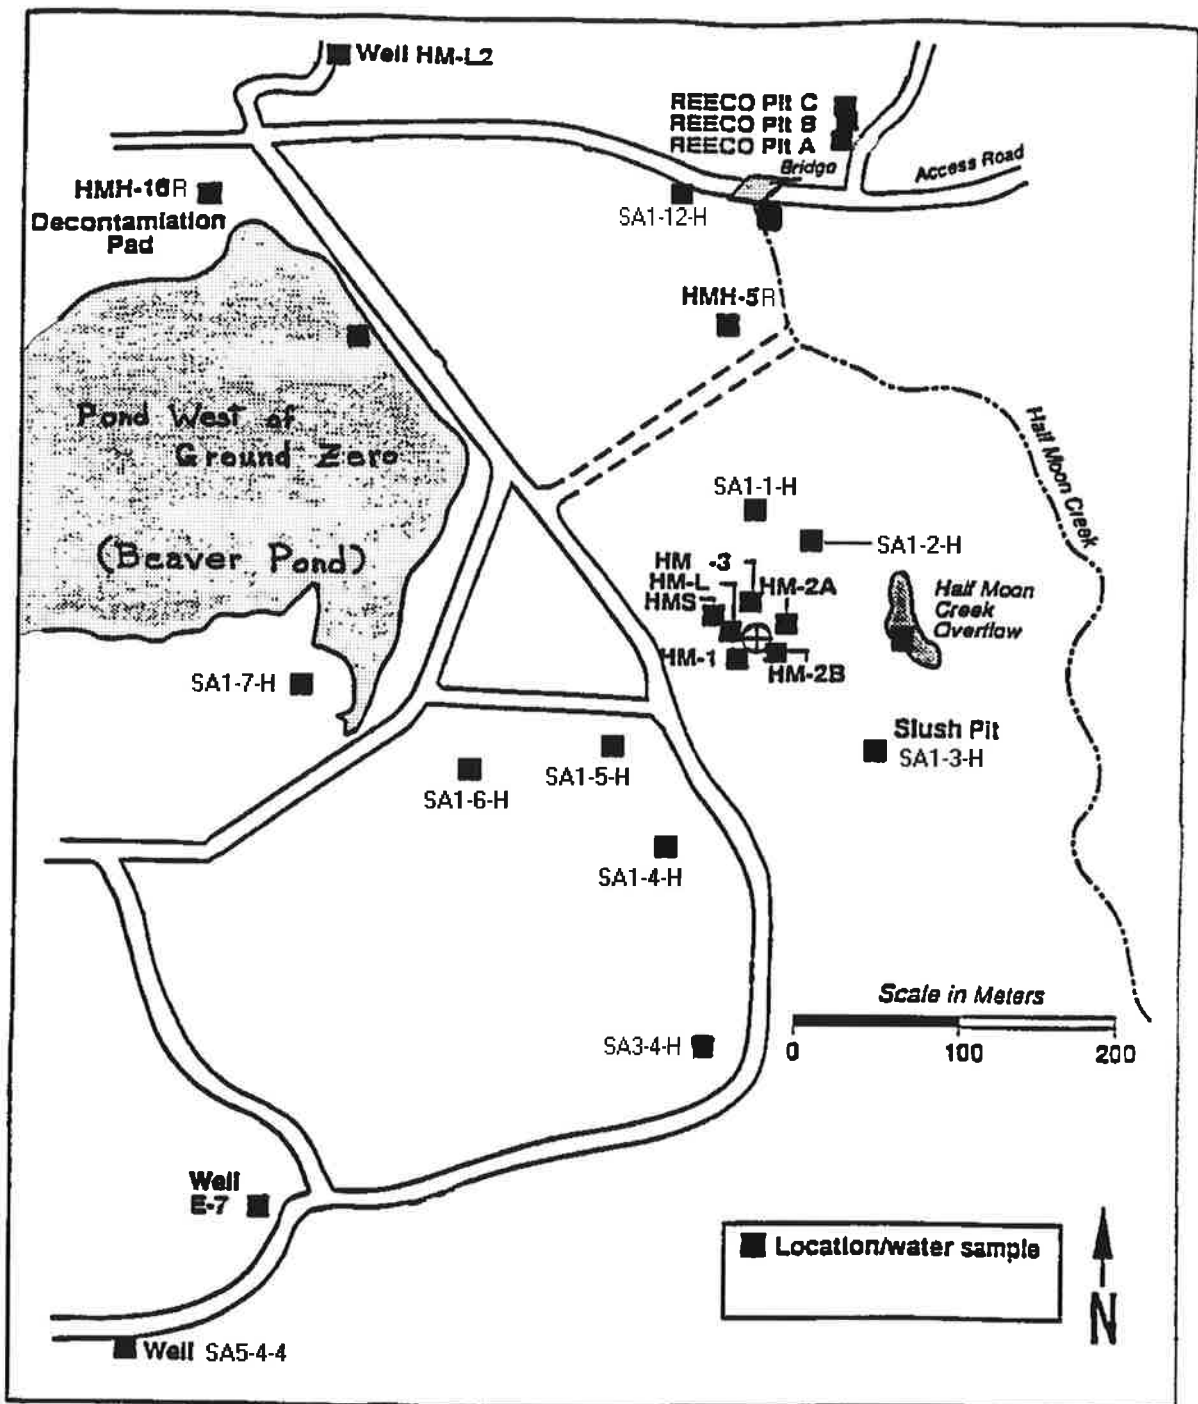 Well HM-L2
REECO Pit C
REECO Pit B
REECO Pit A
Bridge
Access Road
HMH-16R
Decontamiation
Pad
SA1-12-H
HMH-5R
Pond West of
Ground Zero
(Beaver Pond)
Half Moon Creek
SA1-1-H
SA1-2-H
HM -3
HM-L
HMS
HM-2A
Half Moon
Creek
Overflow
HM-1
HM-2B
SA1-7-H
Slush Pit
SA1-3-H
SA1-5-H
SA1-6-H
SA1-4-H
Scale in Meters
0 100 200
SA3-4-H
Well
E-7
Location/water sample
N
Well SA5-4-4